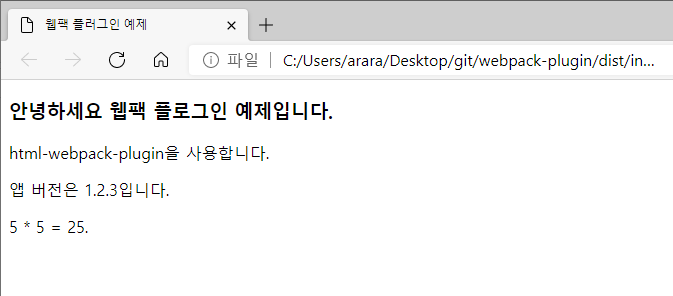 웹팩 플러그인 예제
파일 C:/Users/arara/Desktop/git/webpack-plugin/dist/in...
안녕하세요 웹팩 플로그인 예제입니다.
html-webpack-plugin을 사용합니다.
앱 버전은 1.2.3입니다.
5 * 5 = 25.